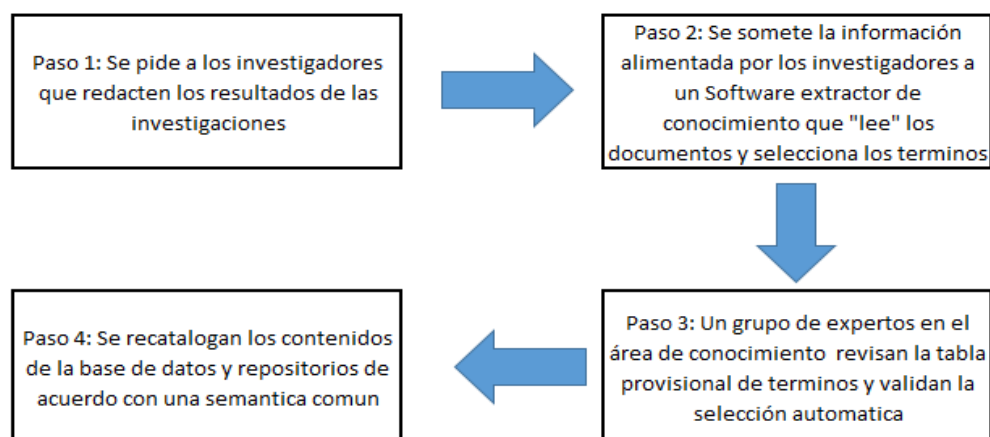 Paso 1: Se pide a los investigadores
que redacten los resultados de las
investigaciones
Paso 2: Se somete la información
alimentada por los investigadores a
un Software extractor de
conocimiento que "lee" los
documentos y selecciona los terminos
Paso 3: Un grupo de expertos en el
área de conocimiento revisan la tabla
provisional de terminos y validan la
selección automatica
Paso 4: Se recatalogan los contenidos
de la base de datos y repositorios de
acuerdo con una semantica comun